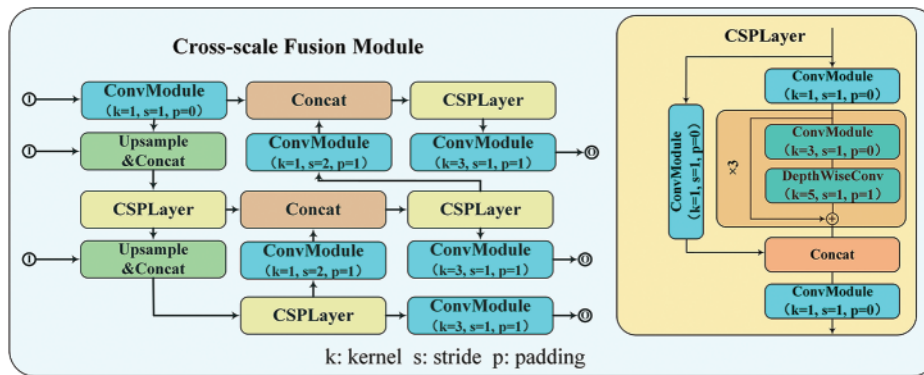 Cross-scale Fusion Module
I
ConvModule
(k=1, s=1, p=0)
Concat
CSPLayer
I
Upsample
&Concat
ConvModule
(k=1, s=2, p=1)
ConvModule
(k=3, s=1, p=1)
O
CSPLayer
Concat
CSPLayer
I
Upsample
&Concat
ConvModule
(k=1, s=2, p=1)
ConvModule
(k=3, s=1, p=1)
O
CSPLayer
ConvModule
(k=3, s=1, p=1)
O
k: kernel s: stride p: padding
CSPLayer
ConvModule
(k=1, s=1, p=0)
ConvModule
(k=1, s=1, p=0)
×3
ConvModule
(k=3, s=1, p=0)
DepthWiseConv
(k=5, s=1, p=1)
Concat
ConvModule
(k=1, s=1, p=0)